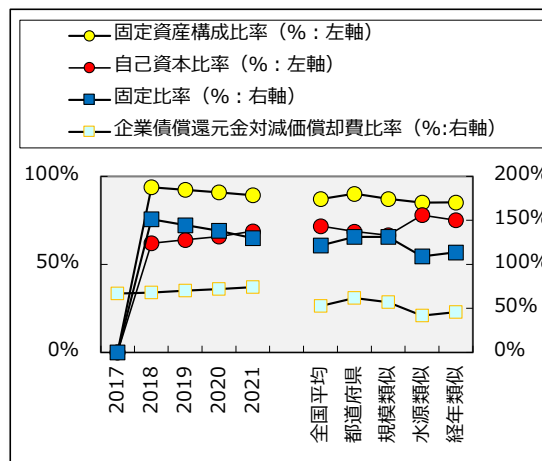 固定資産構成比率（%：左軸）
自己資本比率（%：左軸）
固定比率（%：右軸）
企業債償還元金対減価償却費比率（%:右軸）
100%
50%
0%
200%
150%
100%
50%
0%
2017
2018
2019
2020
2021
全国平均
都道府県
規模類似
水源類似
経年類似